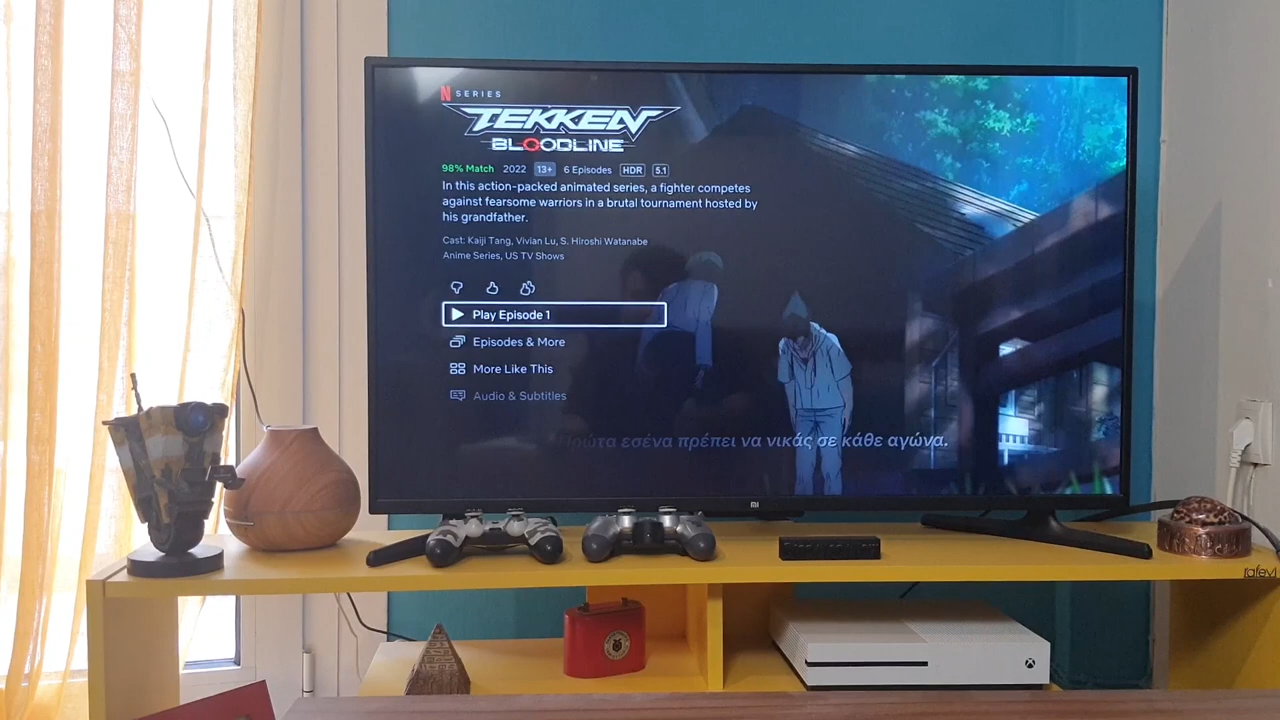 N SERIES
TEKKEN
BLOODLINE
98% Match 2022 13+ 6 Episodes HDR 5.1
In this action-packed animated series, a fighter competes
against fearsome warriors in a brutal tournament hosted by
his grandfather.
Cast: Kaiji Tang, Vivian Lu, S. Hiroshi Watanabe
Anime Series, US TV Shows
Play Episode 1
Episodes & More
More Like This
Audio & Subtitles
Πρώτα εσένα πρέπει να νικάς σε κάθε αγώνα.
mi